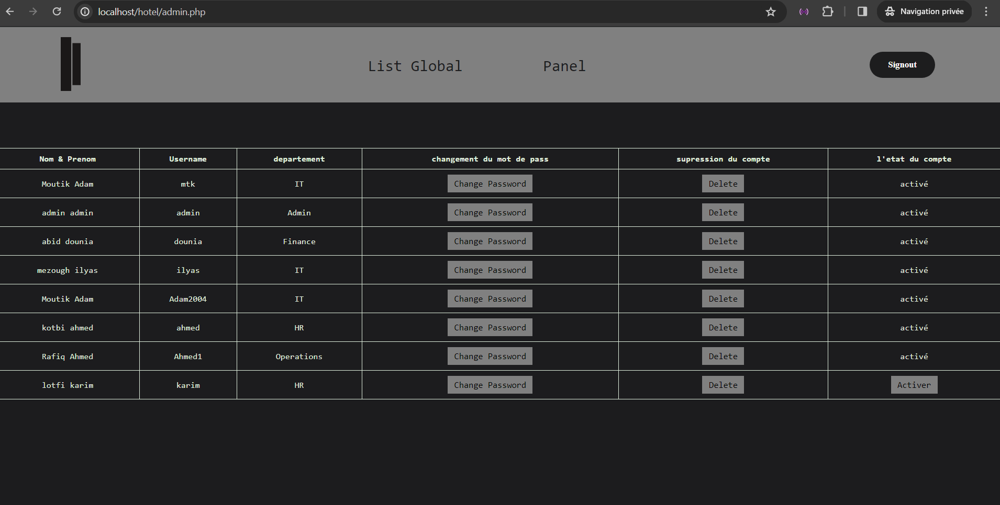 localhost/hotel/admin.php
Navigation privée
List Global Panel Signout
Nom & Prenom Username departement changement du mot de pass supression du compte l'etat du compte
Moutik Adam mtk IT Change Password Delete activé
admin admin admin Admin Change Password Delete activé
abid dounia dounia Finance Change Password Delete activé
mezough ilyas ilyas IT Change Password Delete activé
Moutik Adam Adam2004 IT Change Password Delete activé
kotbi ahmed ahmed HR Change Password Delete activé
Rafiq Ahmed Ahmed1 Operations Change Password Delete activé
lotfi karim karim HR Change Password Delete Activer